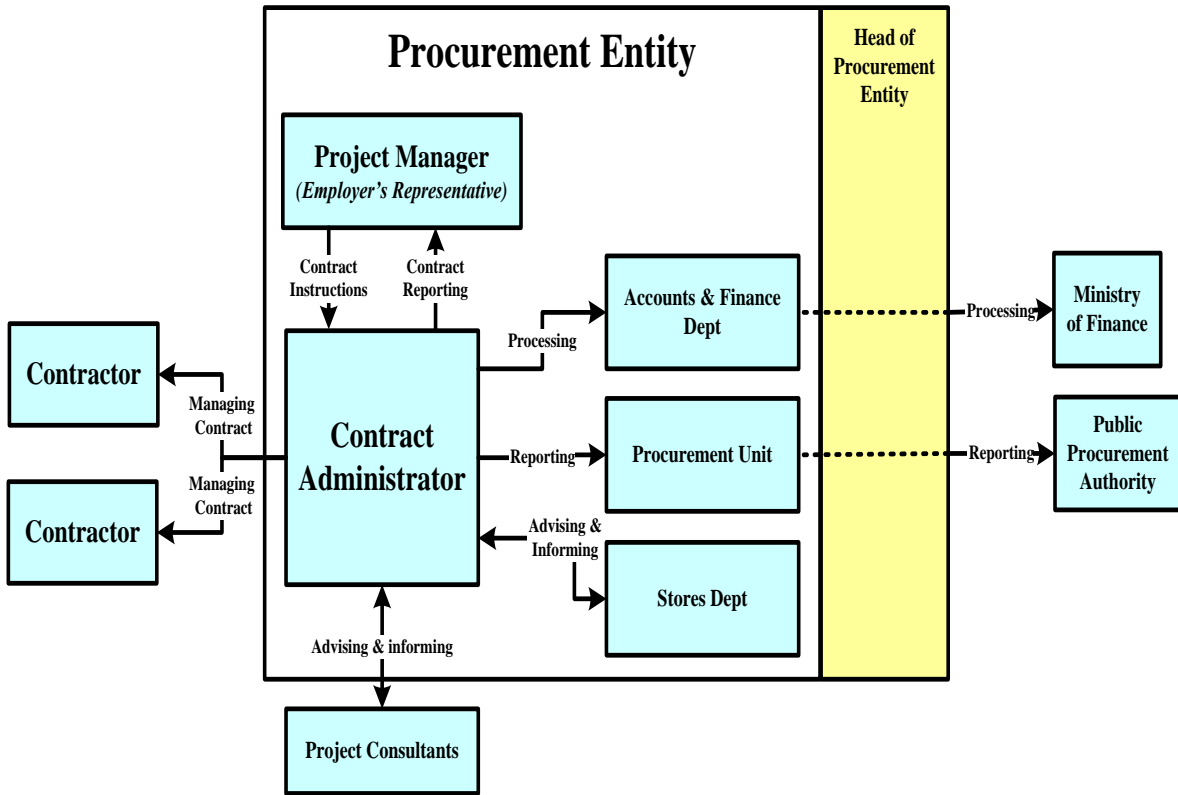 Procurement Entity
Head of
Procurement
Entity
Project Manager
(Employer's Representative)
Contract
Instructions
Contract
Reporting
Accounts & Finance
Dept
Processing
Processing
Ministry
of Finance
Contractor
Managing
Contract
Contract
Administrator
Reporting
Procurement Unit
Reporting
Public
Procurement
Authority
Managing
Contract
Contractor
Advising &
Informing
Stores Dept
Advising & informing
Project Consultants